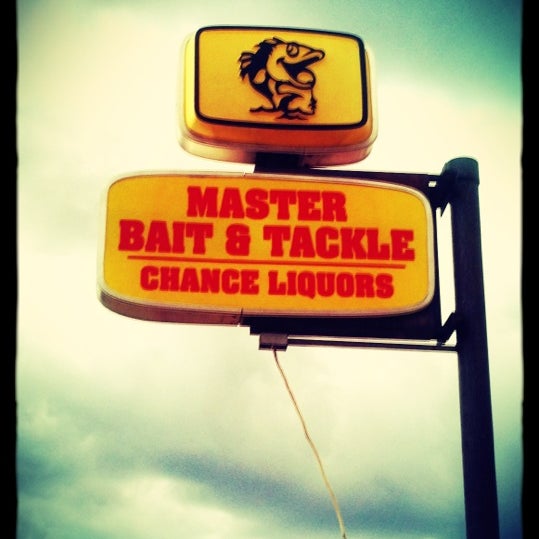 MASTER
BAIT & TACKLE
CHANCE LIQUORS